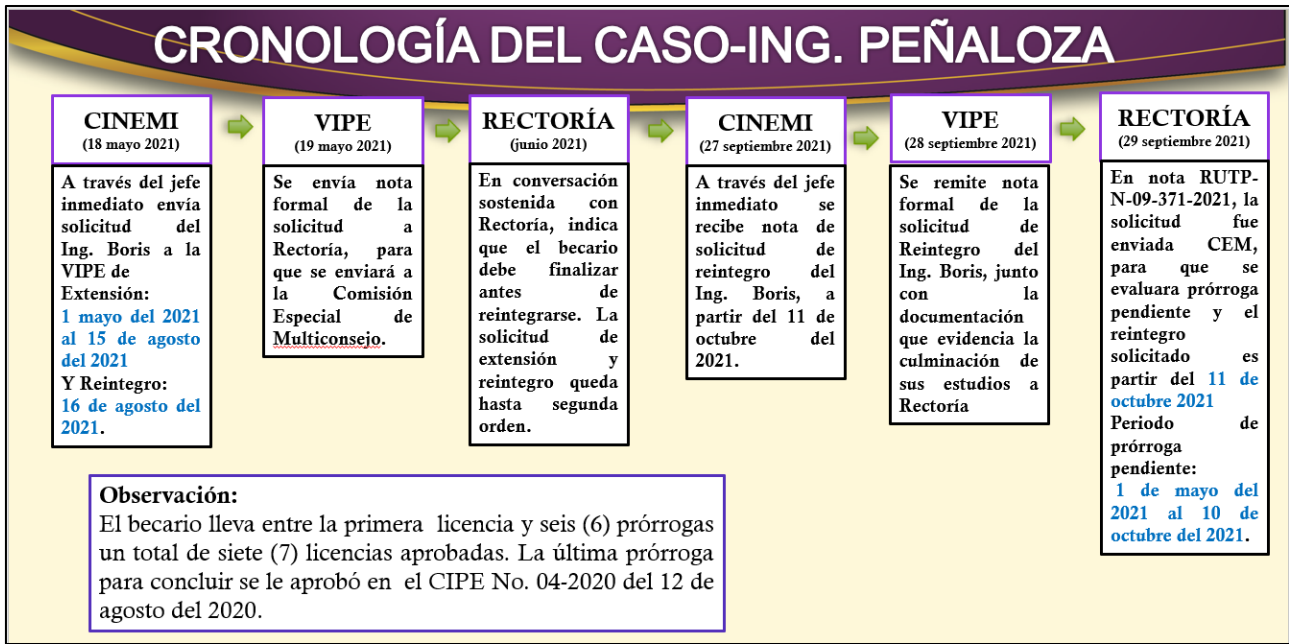 CRONOLOGÍA DEL CASO-ING. PEÑALOZA
CINEMI
(18 mayo 2021)
A través del jefe
inmediato envía
solicitud del
Ing. Boris a la
VIPE de
Extensión:
1 mayo del 2021
al 15 de agosto
del 2021
Y Reintegro:
16 de agosto del
2021.
VIPE
(19 mayo 2021)
Se envía nota
formal de la
solicitud a
Rectoría, para
que se enviará a
la Comisión
Especial de
Multiconsejo.
RECTORÍA
(junio 2021)
En conversación
sostenida con
Rectoría, indica
que el becario
debe finalizar
antes de
reintegrarse. La
solicitud de
extensión y
reintegro queda
hasta segunda
orden.
CINEMI
(27 septiembre 2021)
A través del jefe
inmediato se
recibe nota de
solicitud de
reintegro del
Ing. Boris, a
partir del 11 de
octubre del
2021.
VIPE
(28 septiembre 2021)
Se remite nota
formal de la
solicitud de
Reintegro del
Ing. Boris, junto
con la
documentación
que evidencia la
culminación de
sus estudios a
Rectoría
RECTORÍA
(29 septiembre 2021)
En nota RUTP-
N-09-371-2021, la
solicitud fue
enviada CEM,
para que se
evaluara prórroga
pendiente y el
reintegro
solicitado es
partir del 11 de
octubre 2021
Periodo de
prórroga
pendiente:
1 de mayo del
2021 al 10 de
octubre del 2021.
Observación:
El becario lleva entre la primera licencia y seis (6) prórrogas
un total de siete (7) licencias aprobadas. La última prórroga
para concluir se le aprobó en el CIPE No. 04-2020 del 12 de
agosto del 2020.